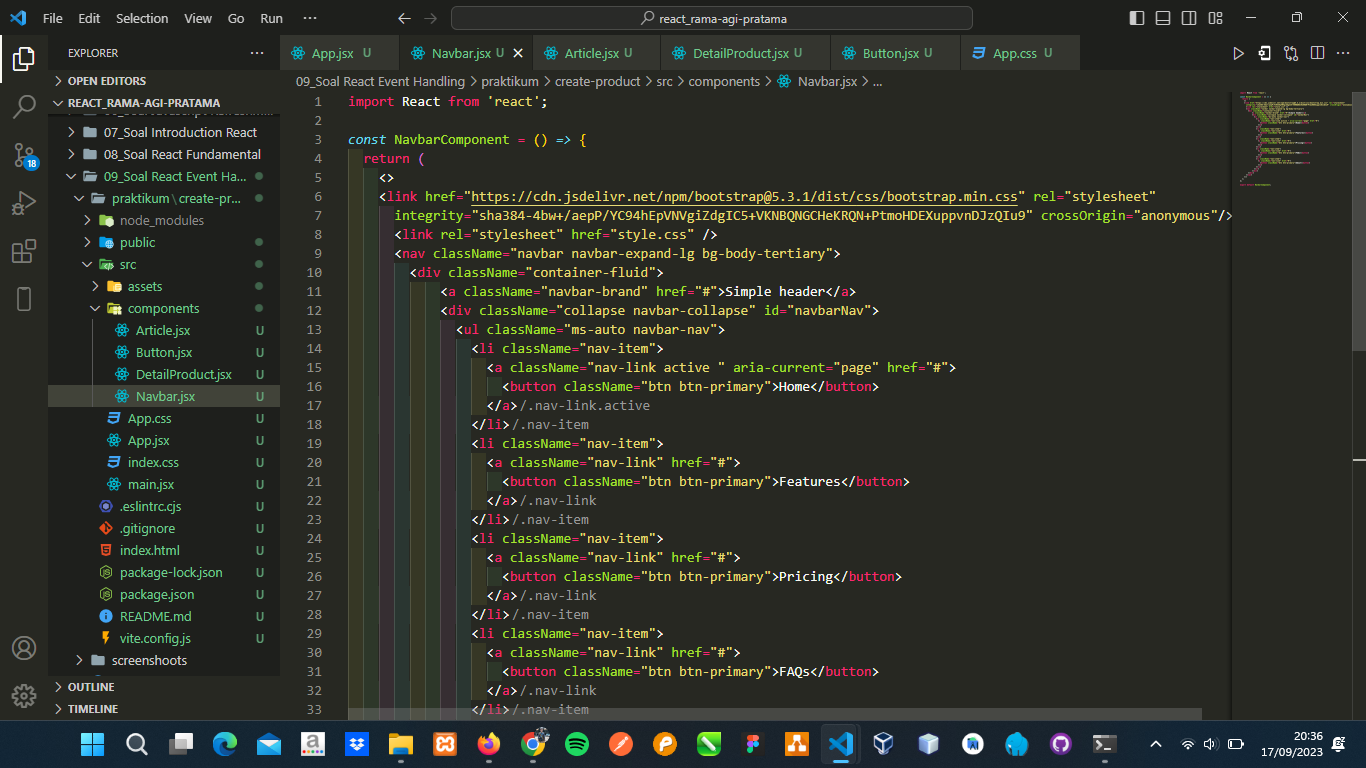 File Edit Selection View Go Run ··· react_rama-agi-pratama
EXPLORER ···
App.jsx U Navbar.jsx U Article.jsx U DetailProduct.jsx U Button.jsx U App.css U
OPEN EDITORS
REACT_RAMA-AGI-PRATAMA
07_Soal Introduction React
08_Soal React Fundamental
09_Soal React Event Ha...
praktikum \ create-pr...
node_modules
public
src
assets
components
Article.jsx U
Button.jsx U
DetailProduct.jsx U
Navbar.jsx U
App.css U
App.jsx U
index.css U
main.jsx U
.eslintrc.cjs U
.gitignore U
index.html U
package-lock.json U
package.json U
README.md U
vite.config.js U
screenshoots
OUTLINE
TIMELINE
18
09_Soal React Event Handling > praktikum > create-product > src > components > Navbar.jsx > ...
1 import React from 'react';
2
3 const NavbarComponent = () => {
4 return (
5 <>
6 <link href="https://cdn.jsdelivr.net/npm/bootstrap@5.3.1/dist/css/bootstrap.min.css" rel="stylesheet"
7 integrity="sha384-4bw+/aepP/YC94hEpVNVgiZdgIC5+VKNBQNGCHeKRQN+PtmoHDEXuppvnDJzQIu9" crossOrigin="anonymous"/>
8 <link rel="stylesheet" href="style.css" />
9 <nav className="navbar navbar-expand-lg bg-body-tertiary">
10 <div className="container-fluid">
11 <a className="navbar-brand" href="#">Simple header</a>
12 <div className="collapse navbar-collapse" id="navbarNav">
13 <ul className="ms-auto navbar-nav">
14 <li className="nav-item">
15 <a className="nav-link active " aria-current="page" href="#">
16 <button className="btn btn-primary">Home</button>
17 </a>/.nav-link.active
18 </li>/.nav-item
19 <li className="nav-item">
20 <a className="nav-link" href="#">
21 <button className="btn btn-primary">Features</button>
22 </a>/.nav-link
23 </li>/.nav-item
24 <li className="nav-item">
25 <a className="nav-link" href="#">
26 <button className="btn btn-primary">Pricing</button>
27 </a>/.nav-link
28 </li>/.nav-item
29 <li className="nav-item">
30 <a className="nav-link" href="#">
31 <button className="btn btn-primary">FAQs</button>
32 </a>/.nav-link
33 </li>/.nav-item
20:36
17/09/2023